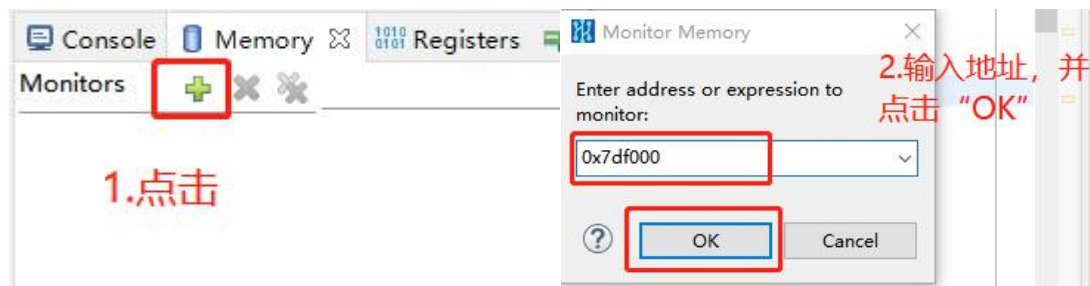 Console Memory Registers
Monitors
1.点击
Monitor Memory
Enter address or expression to
monitor:
0x7df000
OK Cancel
2.输入地址，并
点击“OK”